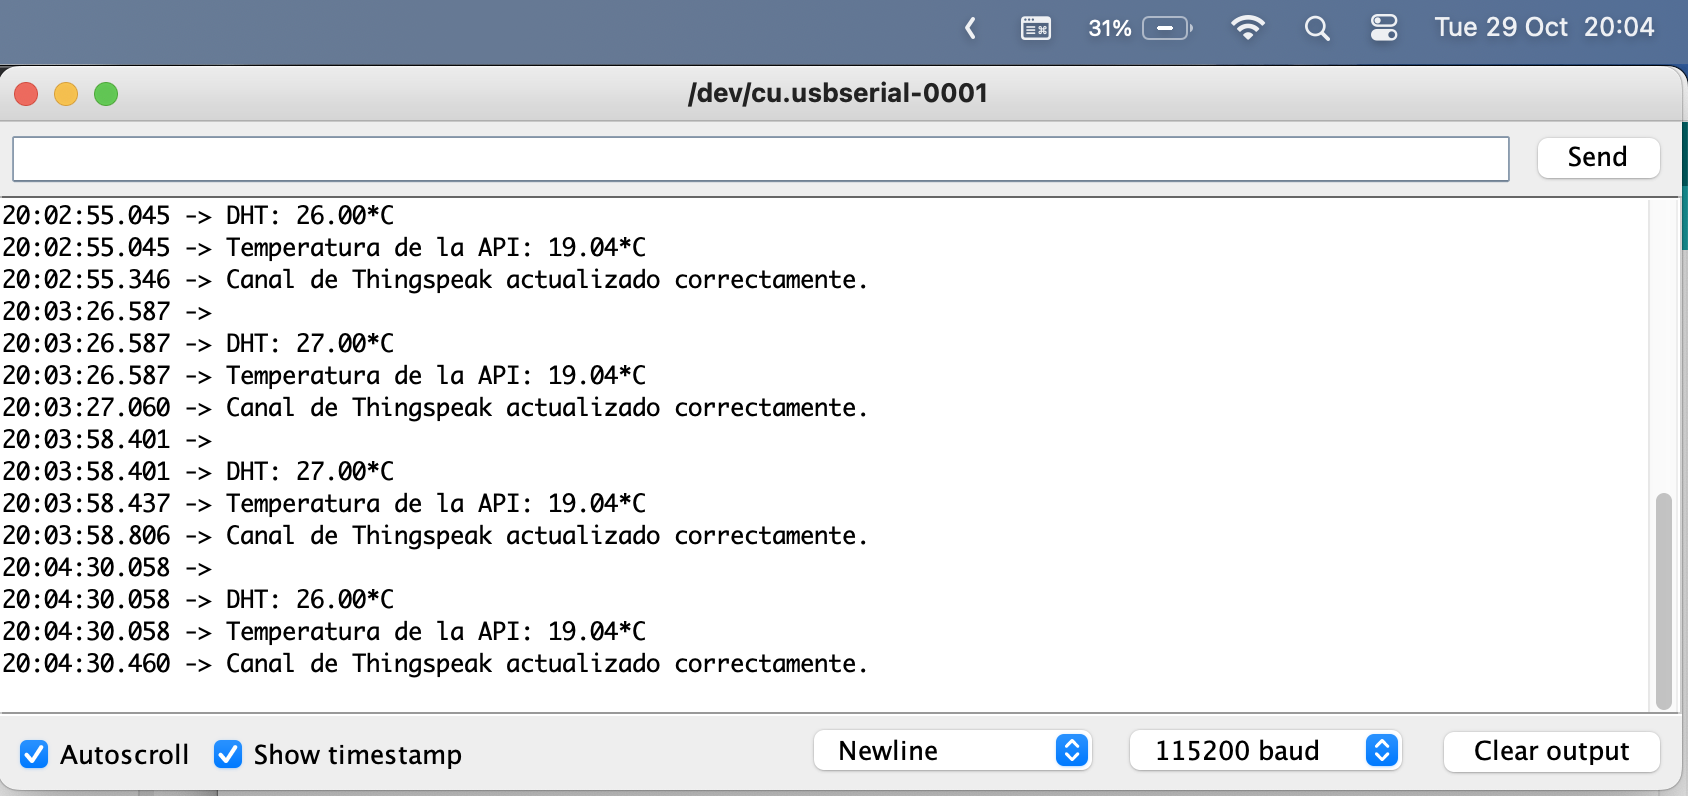 31%
Tue 29 Oct 20:04
/dev/cu.usbserial-0001
Send
20:02:55.045 -> DHT: 26.00*C
20:02:55.045 -> Temperatura de la API: 19.04*C
20:02:55.346 -> Canal de Thingspeak actualizado correctamente.
20:03:26.587 ->
20:03:26.587 -> DHT: 27.00*C
20:03:26.587 -> Temperatura de la API: 19.04*C
20:03:27.060 -> Canal de Thingspeak actualizado correctamente.
20:03:58.401 ->
20:03:58.401 -> DHT: 27.00*C
20:03:58.437 -> Temperatura de la API: 19.04*C
20:03:58.806 -> Canal de Thingspeak actualizado correctamente.
20:04:30.058 ->
20:04:30.058 -> DHT: 26.00*C
20:04:30.058 -> Temperatura de la API: 19.04*C
20:04:30.460 -> Canal de Thingspeak actualizado correctamente.
Autoscroll
Show timestamp
Newline
115200 baud
Clear output